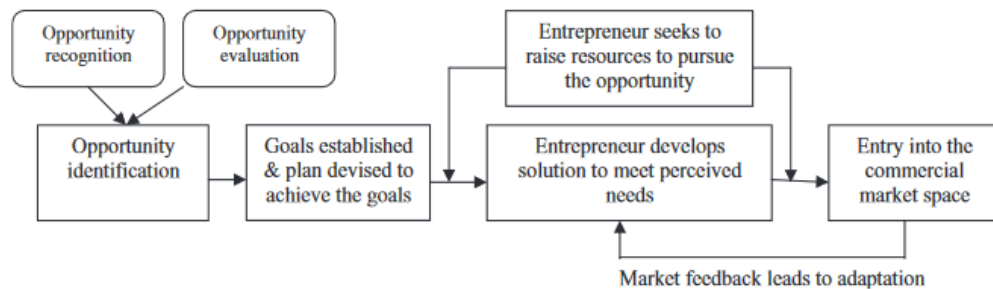 Opportunity
recognition
Opportunity
evaluation
Entrepreneur seeks to
raise resources to pursue
the opportunity
Opportunity
identification
Goals established
& plan devised to
achieve the goals
Entrepreneur develops
solution to meet perceived
needs
Entry into the
commercial
market space
Market feedback leads to adaptation